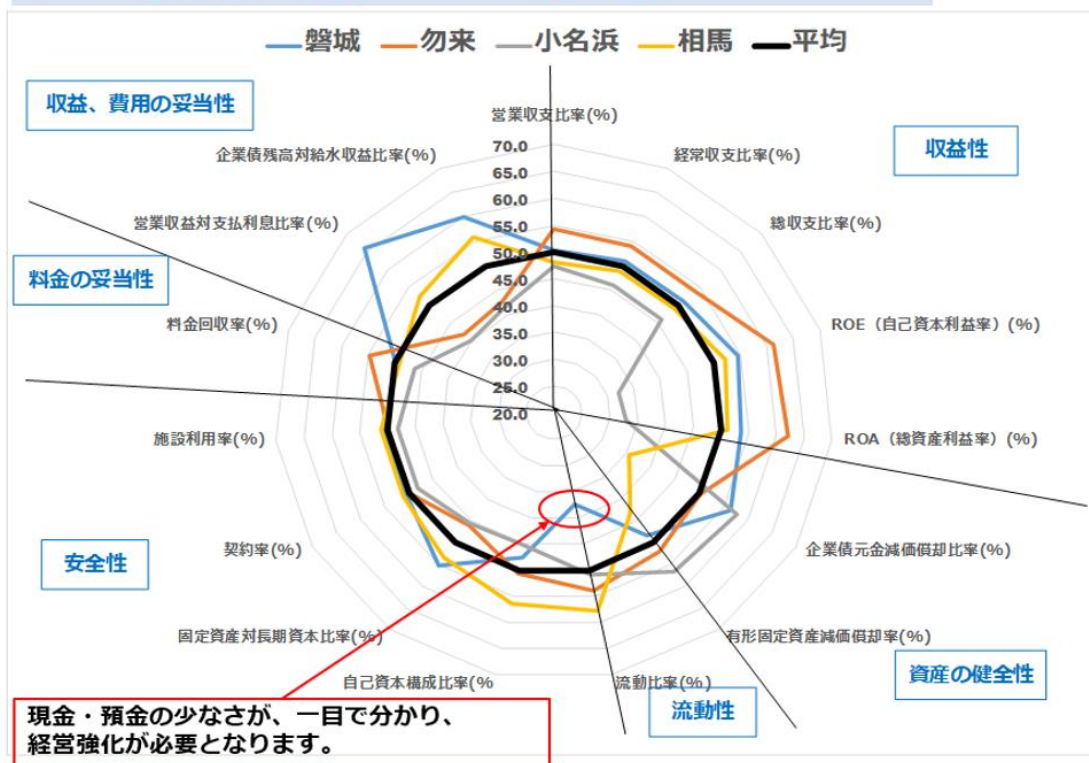 磐城 勿来 小名浜 相馬 平均
収益、費用の妥当性
営業収支比率(%)
企業債残高対給水収益比率(%)
経常収支比率(%)
収益性
営業収益対支払利息比率(%)
総収支比率(%)
料金の妥当性
料金回収率(%)
ROE（自己資本利益率）(%)
70.0
65.0
60.0
55.0
50.0
45.0
40.0
35.0
30.0
25.0
20.0
施設利用率(%)
ROA（総資産利益率）(%)
安全性
契約率(%)
企業債元金減価償却比率(%)
固定資産対長期資本比率(%)
有形固定資産減価償却率(%)
資産の健全性
自己資本構成比率(%
流動比率(%)
流動性
現金・預金の少なさが、一目で分かり、
経営強化が必要となります。